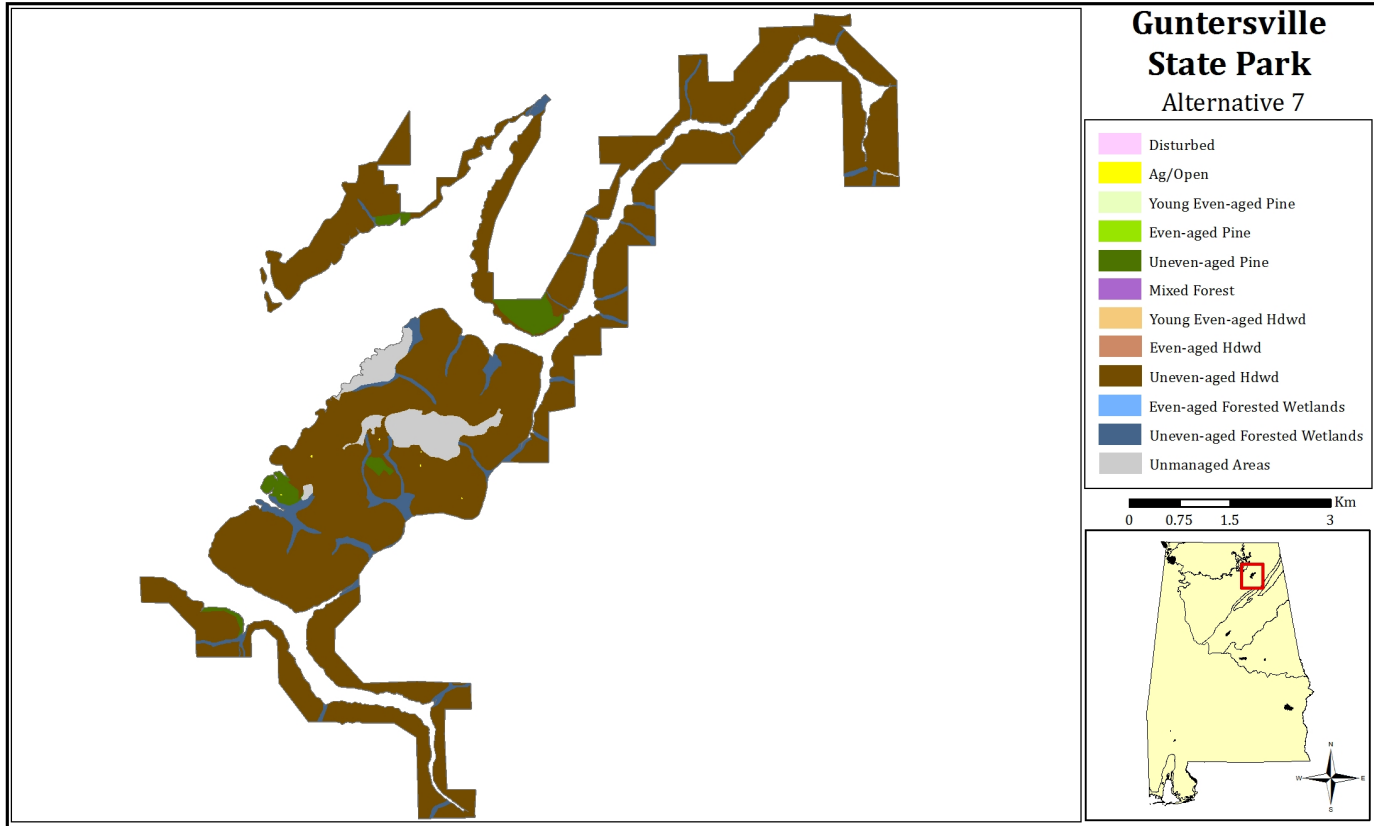 Guntersville
State Park
Alternative 7
Disturbed
Ag/Open
Young Even-aged Pine
Even-aged Pine
Uneven-aged Pine
Mixed Forest
Young Even-aged Hdwd
Even-aged Hdwd
Uneven-aged Hdwd
Even-aged Forested Wetlands
Uneven-aged Forested Wetlands
Unmanaged Areas
Km
0 0.75 1.5 3
N
W E
S